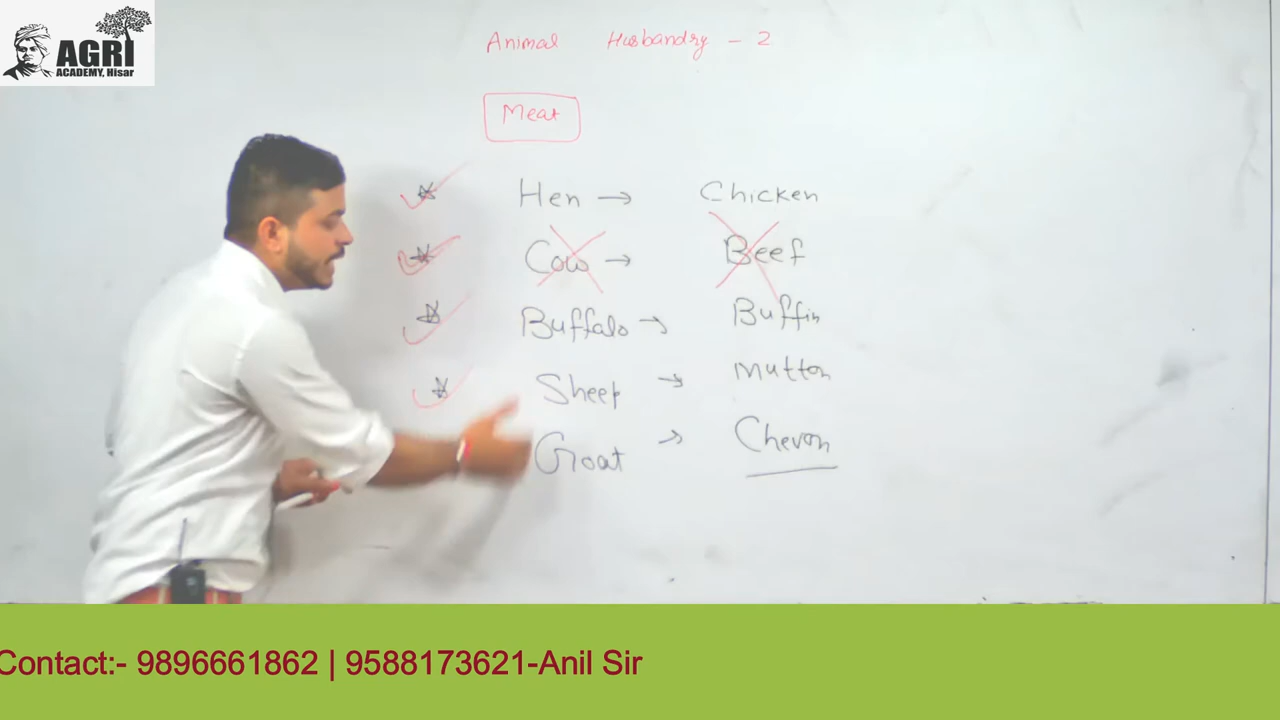 AGRI
ACADEMY, Hisar
Animal Husbandry - 2
Meat
Hen → Chicken
Cow → Beef
Buffalo → Buffin
Sheep → Mutton
Goat → Chevon
Contact:- 9896661862 | 9588173621-Anil Sir